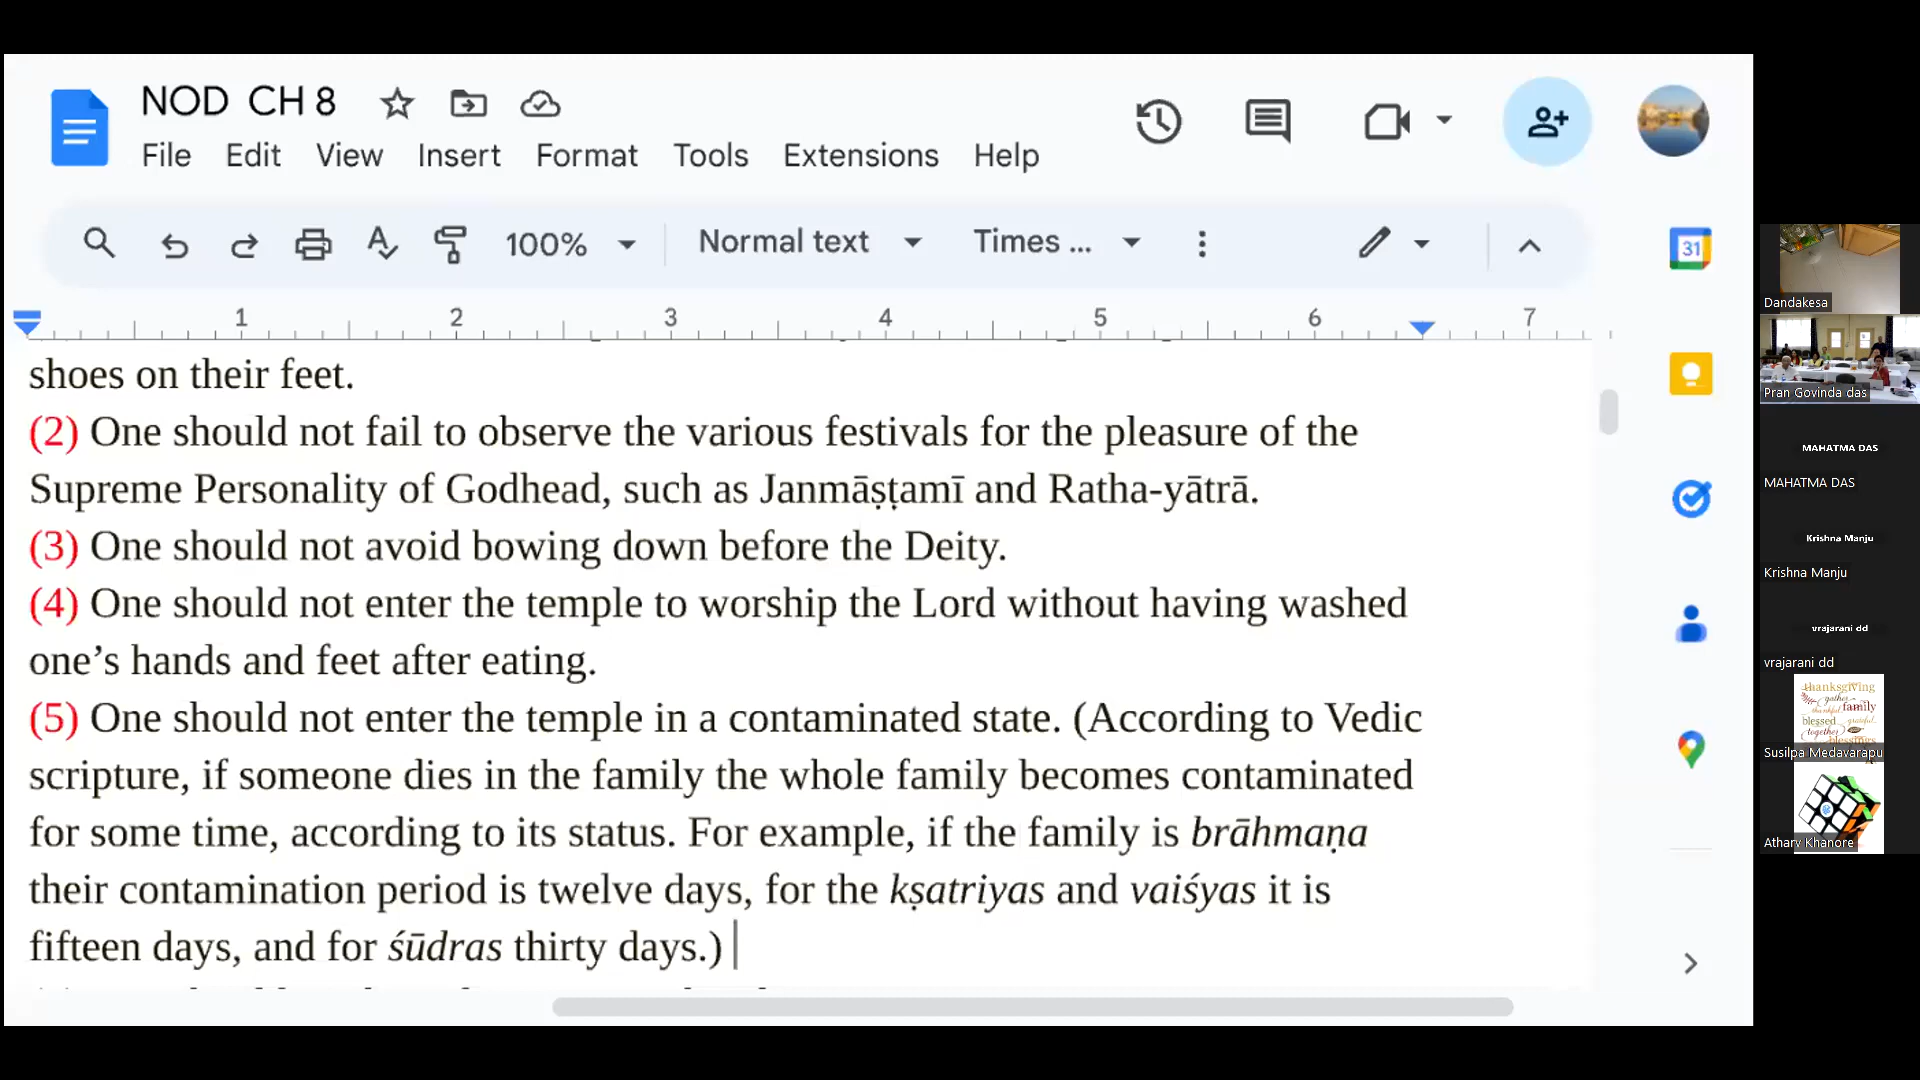 NOD CH 8
File Edit View Insert Format Tools Extensions Help
100% Normal text Times ...
31
1 2 3 4 5 6 7
shoes on their feet.
(2) One should not fail to observe the various festivals for the pleasure of the
Supreme Personality of Godhead, such as Janmāṣṭamī and Ratha-yātrā.
(3) One should not avoid bowing down before the Deity.
(4) One should not enter the temple to worship the Lord without having washed
one’s hands and feet after eating.
(5) One should not enter the temple in a contaminated state. (According to Vedic
scripture, if someone dies in the family the whole family becomes contaminated
for some time, according to its status. For example, if the family is brāhmaṇa
their contamination period is twelve days, for the kṣatriyas and vaiśyas it is
fifteen days, and for śūdras thirty days.)
Dandakesa
Pran Govinda das
MAHATMA DAS
MAHATMA DAS
Krishna Manju
Krishna Manju
vrajarani dd
vrajarani dd
thanksgiving
gather
thankful family
blessed grateful
together
blessings
Susilpa Medavarapu
Atharv Khanore